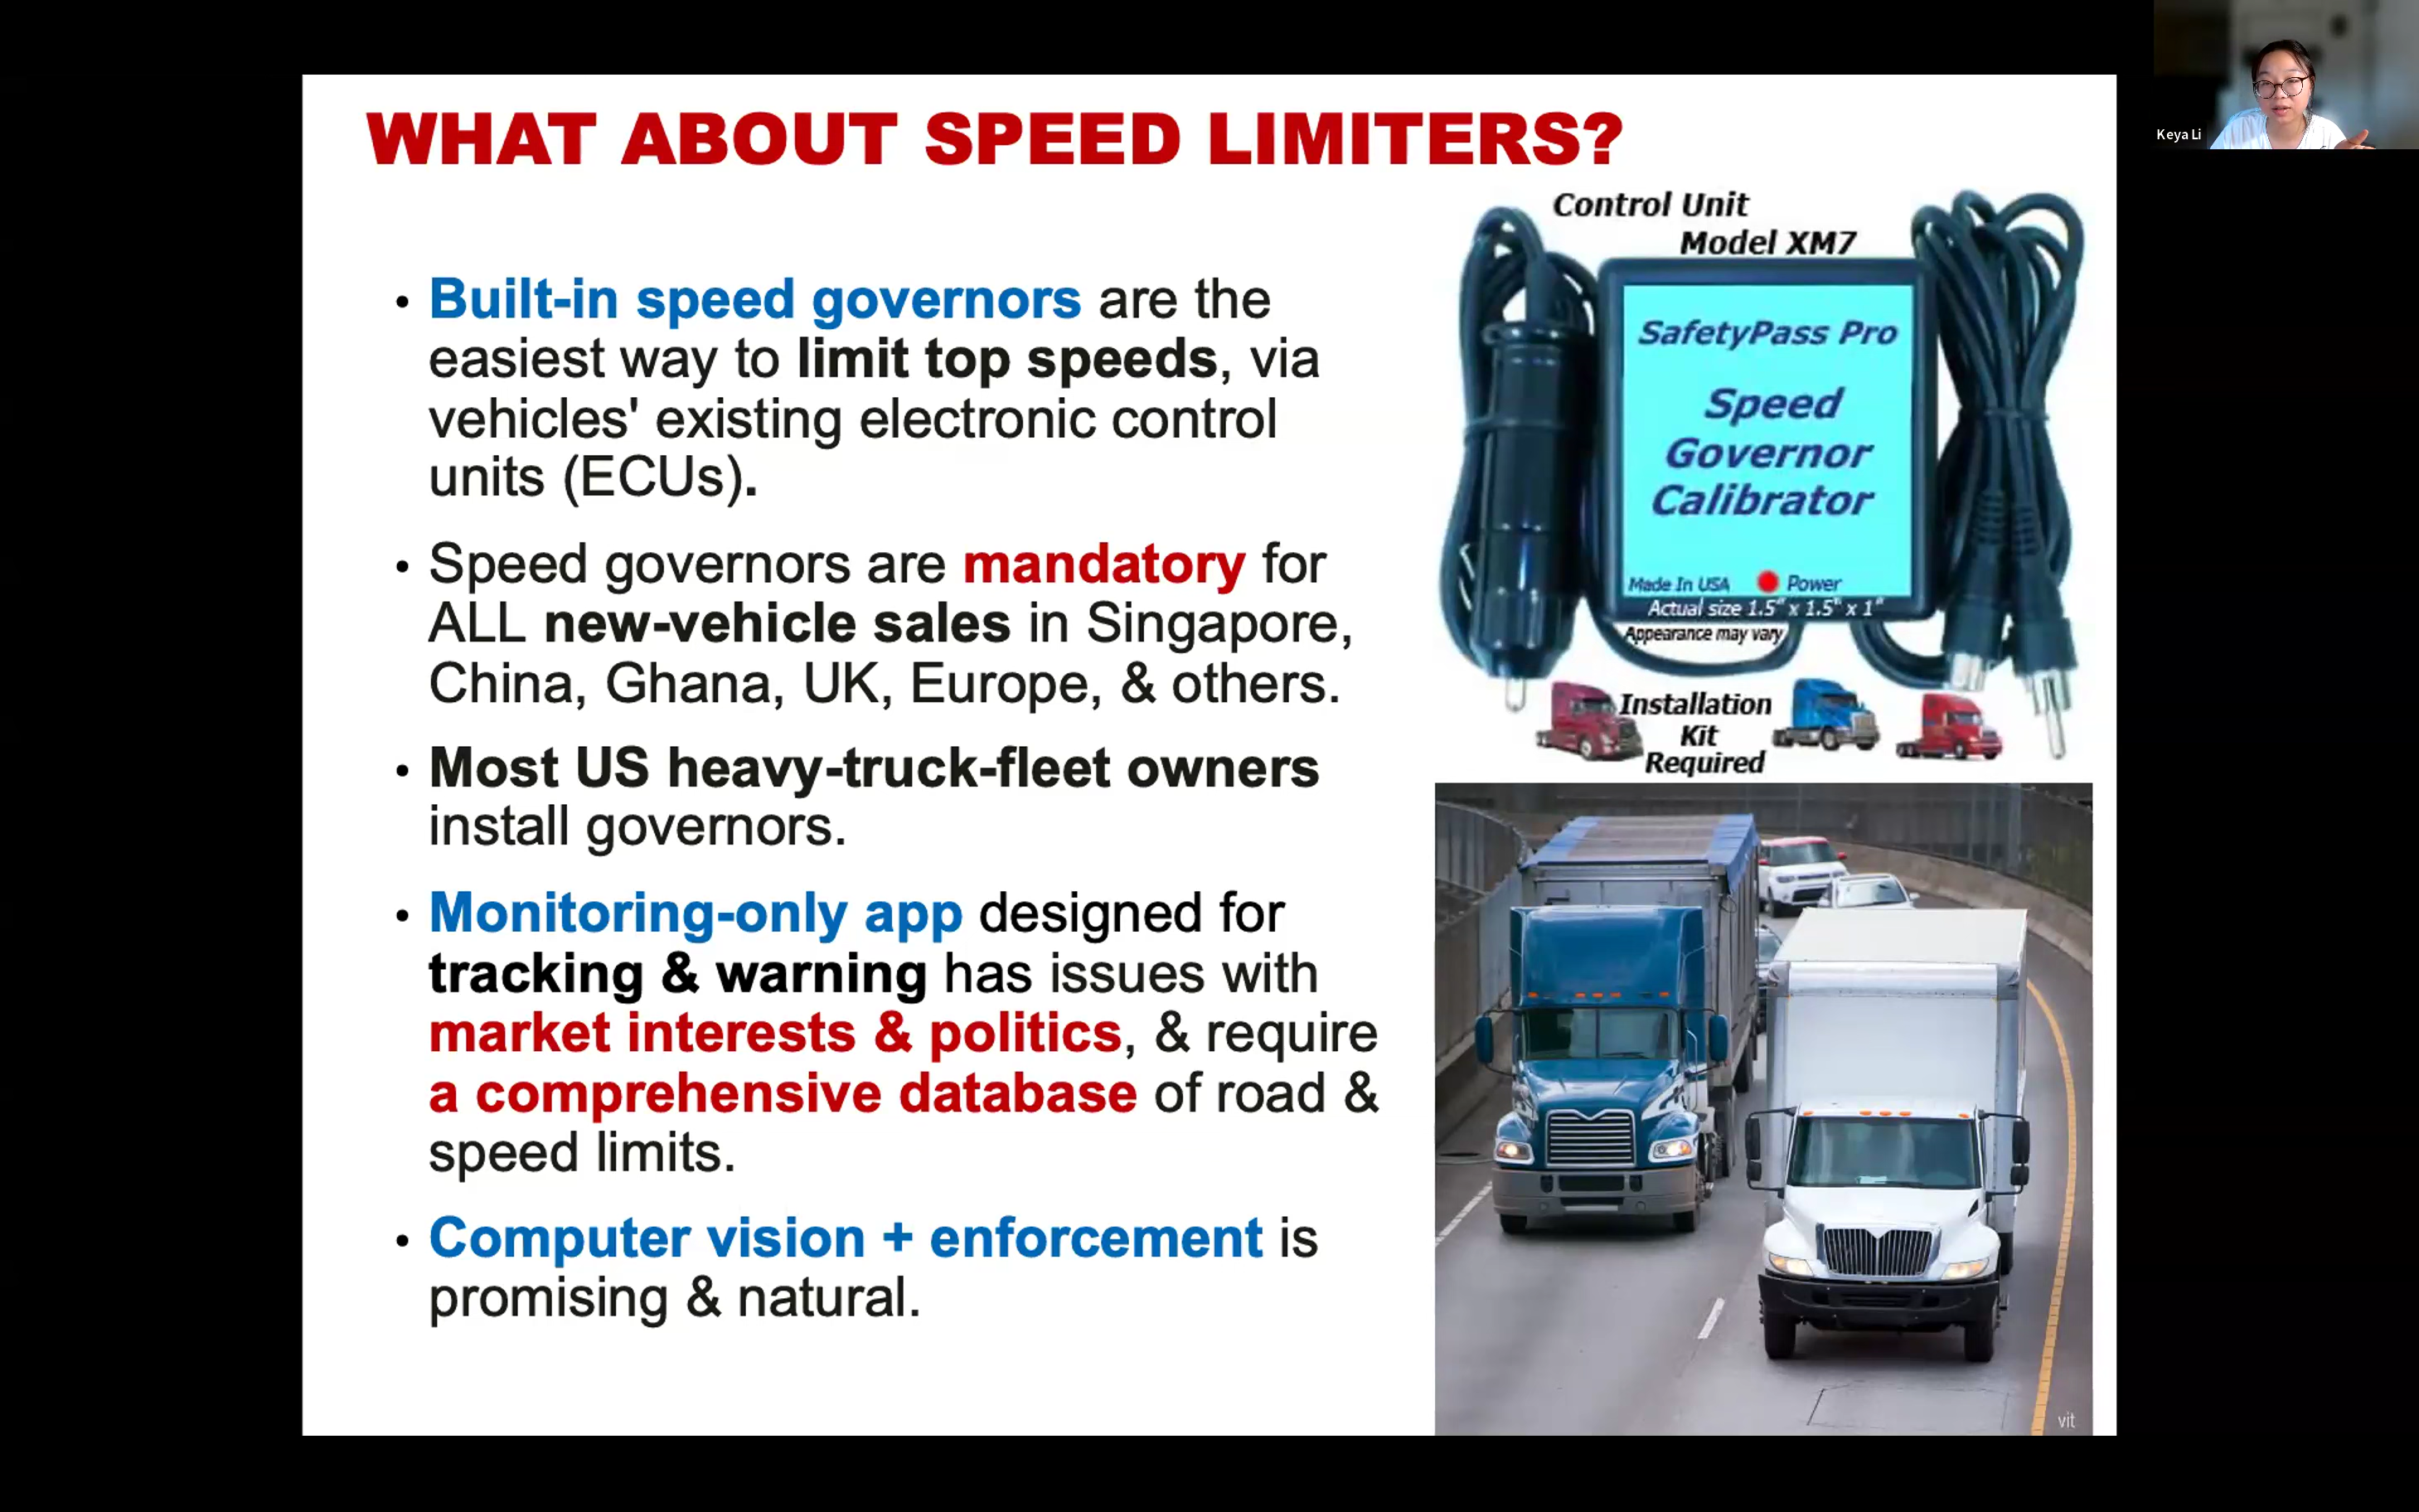 WHAT ABOUT SPEED LIMITERS?
• Built-in speed governors are the
easiest way to limit top speeds, via
vehicles' existing electronic control
units (ECUs).
• Speed governors are mandatory for
ALL new-vehicle sales in Singapore,
China, Ghana, UK, Europe, & others.
• Most US heavy-truck-fleet owners
install governors.
• Monitoring-only app designed for
tracking & warning has issues with
market interests & politics, & require
a comprehensive database of road &
speed limits.
• Computer vision + enforcement is
promising & natural.
Control Unit
Model XM7
SafetyPass Pro
Speed
Governor
Calibrator
Made In USA Power
Actual size 1.5" x 1.5" x 1"
Appearance may vary
Installation
Kit
Required
vit
Keya Li